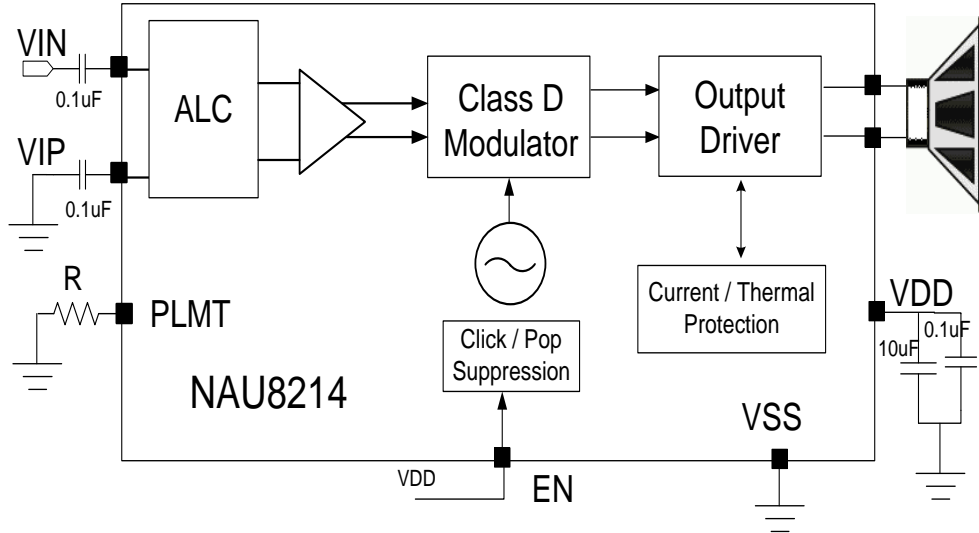 VIN
0.1uF
ALC
Class D
Modulator
Output
Driver
VIP
0.1uF
R
PLMT
Current / Thermal
Protection
VDD
0.1uF
10uF
Click / Pop
Suppression
NAU8214
VSS
VDD
EN